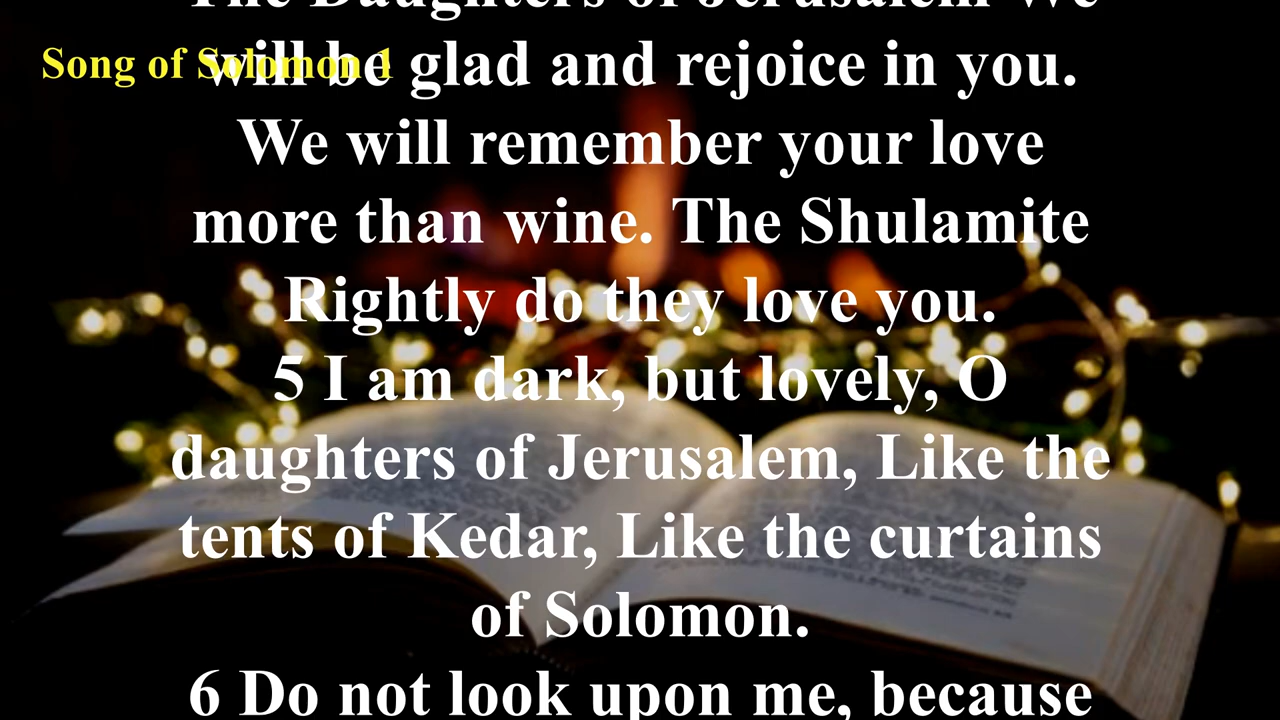 The Daughters of Jerusalem We
Song of Solomon 1
will be glad and rejoice in you.
We will remember your love
more than wine. The Shulamite
Rightly do they love you.
5 I am dark, but lovely, O
daughters of Jerusalem, Like the
tents of Kedar, Like the curtains
of Solomon.
6 Do not look upon me, because